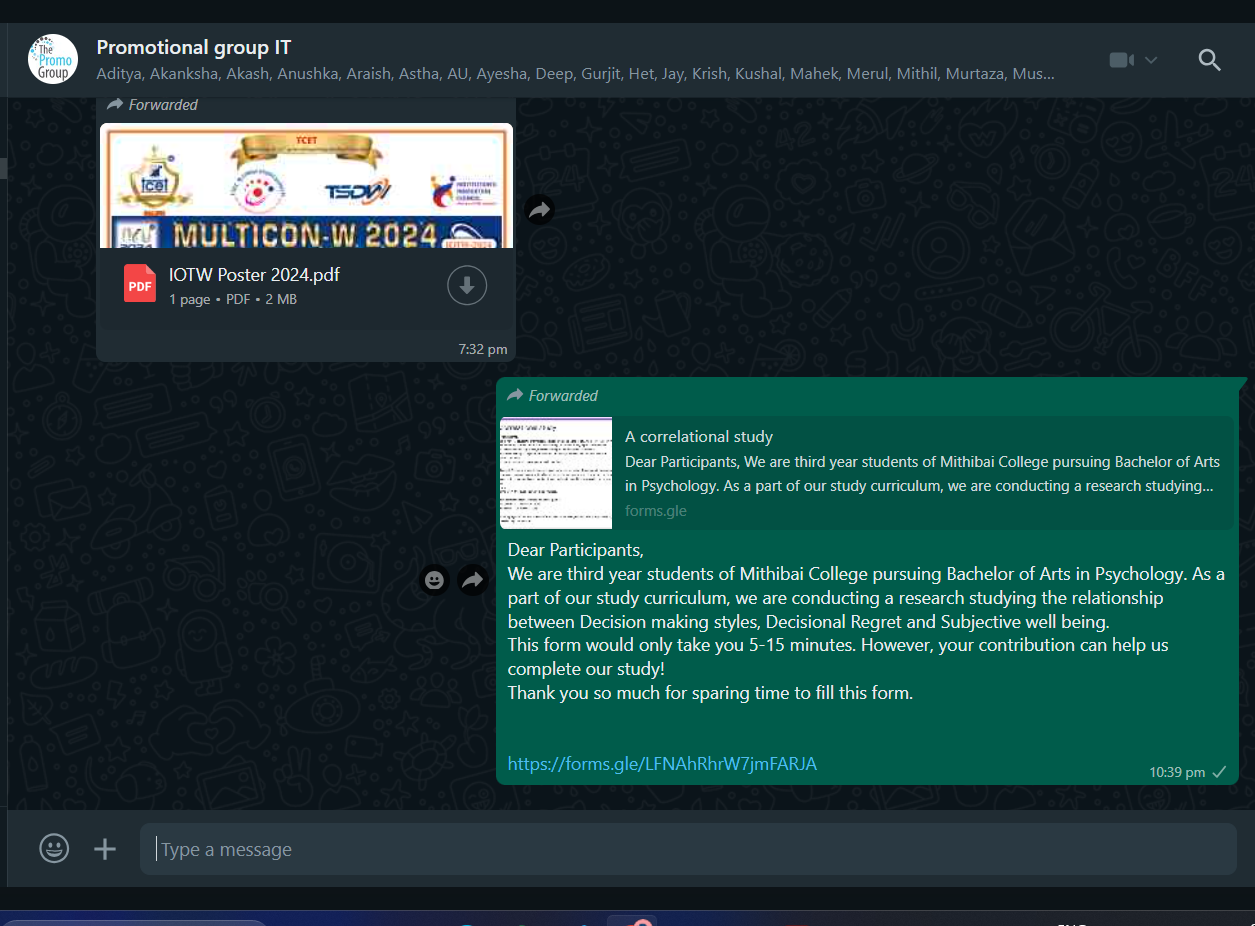 The
Promo
Group
Promotional group IT
Aditya, Akanksha, Akash, Anushka, Araish, Astha, AU, Ayesha, Deep, Gurjit, Het, Jay, Krish, Kushal, Mahek, Merul, Mithil, Murtaza, Mus...
Forwarded
TCET
tcet
TSDW
MULTICON-W 2024
PDF
IOTW Poster 2024.pdf
1 page • PDF • 2 MB
7:32 pm
Forwarded
A correlational study
Dear Participants, We are third year students of Mithibai College pursuing Bachelor of Arts
in Psychology. As a part of our study curriculum, we are conducting a research studying...
forms.gle
Dear Participants,
We are third year students of Mithibai College pursuing Bachelor of Arts in Psychology. As a
part of our study curriculum, we are conducting a research studying the relationship
between Decision making styles, Decisional Regret and Subjective well being.
This form would only take you 5-15 minutes. However, your contribution can help us
complete our study!
Thank you so much for sparing time to fill this form.
https://forms.gle/LFNAhRhrW7jmFARJA
10:39 pm
Type a message